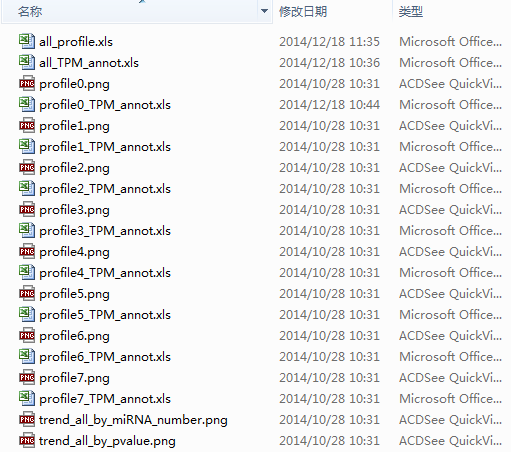 名称 修改日期 类型
all_profile.xls 2014/12/18 11:35 Microsoft Office...
all_TPM_annot.xls 2014/12/18 10:36 Microsoft Office...
profile0.png 2014/10/28 10:31 ACDSee QuickVi...
profile0_TPM_annot.xls 2014/12/18 10:44 Microsoft Office...
profile1.png 2014/10/28 10:31 ACDSee QuickVi...
profile1_TPM_annot.xls 2014/10/28 10:31 Microsoft Office...
profile2.png 2014/10/28 10:31 ACDSee QuickVi...
profile2_TPM_annot.xls 2014/10/28 10:31 Microsoft Office...
profile3.png 2014/10/28 10:31 ACDSee QuickVi...
profile3_TPM_annot.xls 2014/10/28 10:31 Microsoft Office...
profile4.png 2014/10/28 10:31 ACDSee QuickVi...
profile4_TPM_annot.xls 2014/10/28 10:31 Microsoft Office...
profile5.png 2014/10/28 10:31 ACDSee QuickVi...
profile5_TPM_annot.xls 2014/10/28 10:31 Microsoft Office...
profile6.png 2014/10/28 10:31 ACDSee QuickVi...
profile6_TPM_annot.xls 2014/10/28 10:31 Microsoft Office...
profile7.png 2014/10/28 10:31 ACDSee QuickVi...
profile7_TPM_annot.xls 2014/10/28 10:31 Microsoft Office...
trend_all_by_miRNA_number.png 2014/10/28 10:31 ACDSee QuickVi...
trend_all_by_pvalue.png 2014/10/28 10:31 ACDSee QuickVi...